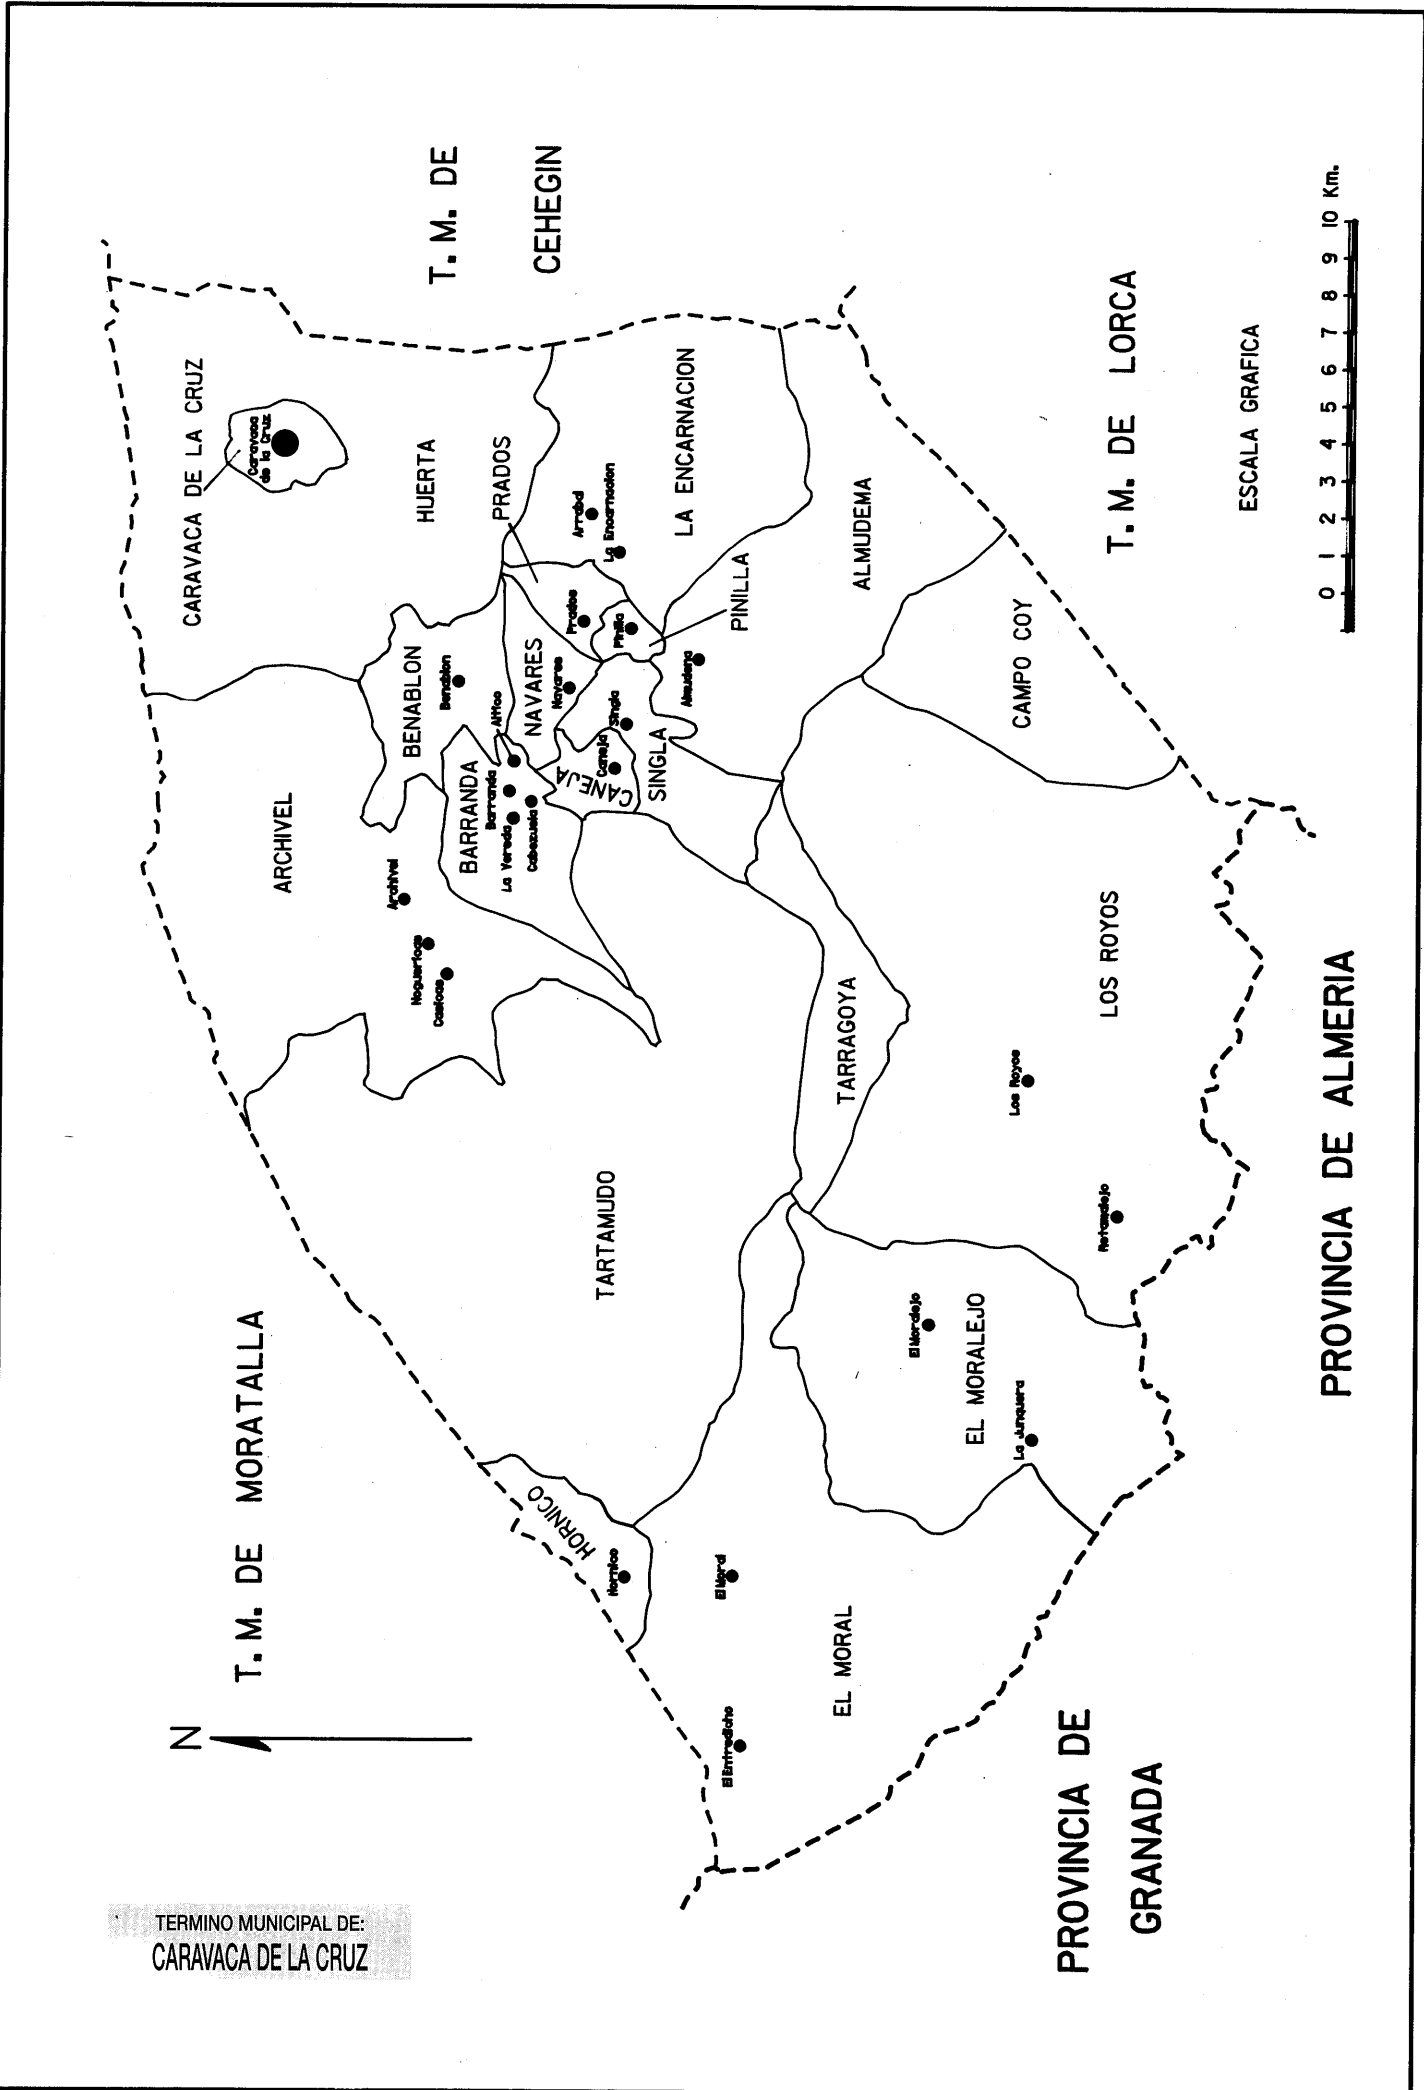 TERMINO MUNICIPAL DE:
CARAVACA DE LA CRUZ
N
T. M. DE MORATALLA
T. M. DE
CEHEGIN
T. M. DE LORCA
PROVINCIA DE ALMERIA
PROVINCIA DE
GRANADA
CARAVACA DE LA CRUZ
Caravaca
de la Cruz
HUERTA
ARCHIVEL
Archivel
Noguericas
Casicas
BENABLON
Benablon
BARRANDA
Barranda
La Vereda
Cabezuela
Altico
NAVARES
Navares
PRADOS
Prados
Arrabal
La Encarnacion
LA ENCARNACION
PINILLA
Pinilla
CANEJA
Caneja
SINGLA
Singla
ALMUDEMA
Almudema
CAMPO COY
TARRAGOYA
LOS ROYOS
Los Royos
Retamalejo
TARTAMUDO
HORNICO
Hornico
EL MORALEJO
El Moralejo
La Junquera
EL MORAL
El Moral
El Entredicho
ESCALA GRAFICA
0 1 2 3 4 5 6 7 8 9 10 Km.